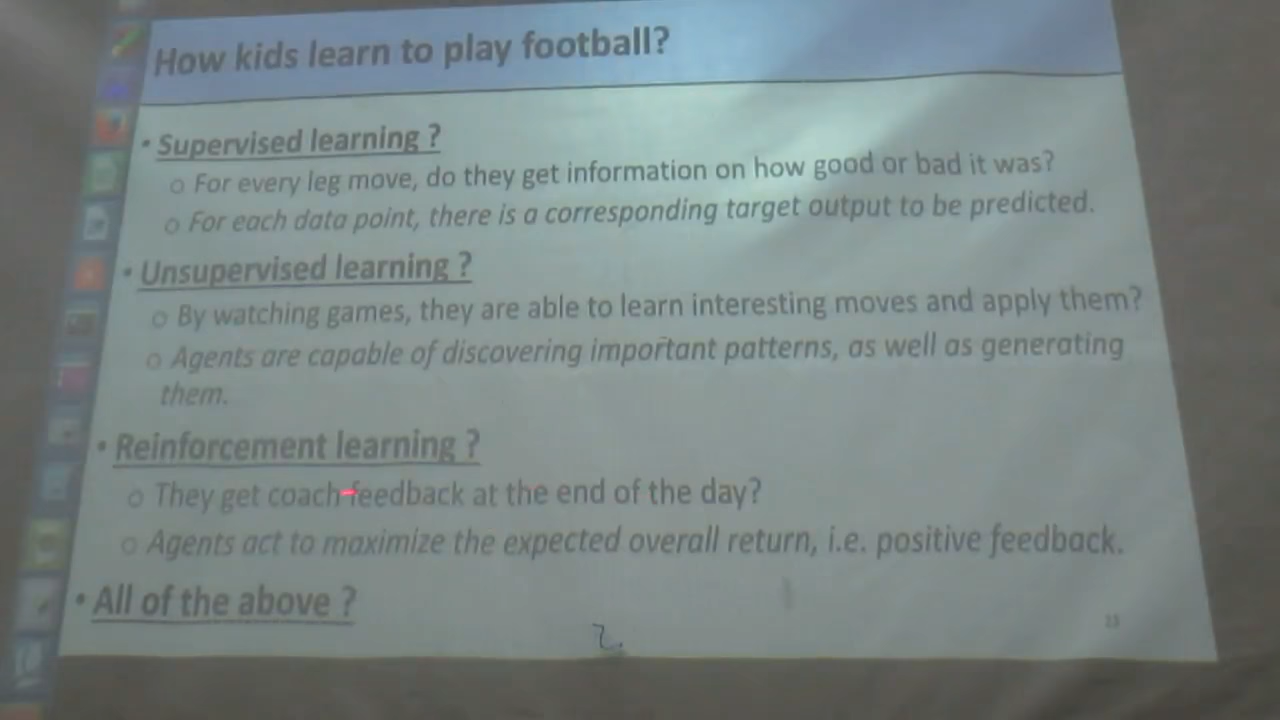 How kids learn to play football?
• Supervised learning ?
o For every leg move, do they get information on how good or bad it was?
o For each data point, there is a corresponding target output to be predicted.
• Unsupervised learning ?
o By watching games, they are able to learn interesting moves and apply them?
o Agents are capable of discovering important patterns, as well as generating
them.
• Reinforcement learning ?
o They get coach feedback at the end of the day?
o Agents act to maximize the expected overall return, i.e. positive feedback.
• All of the above ?
13